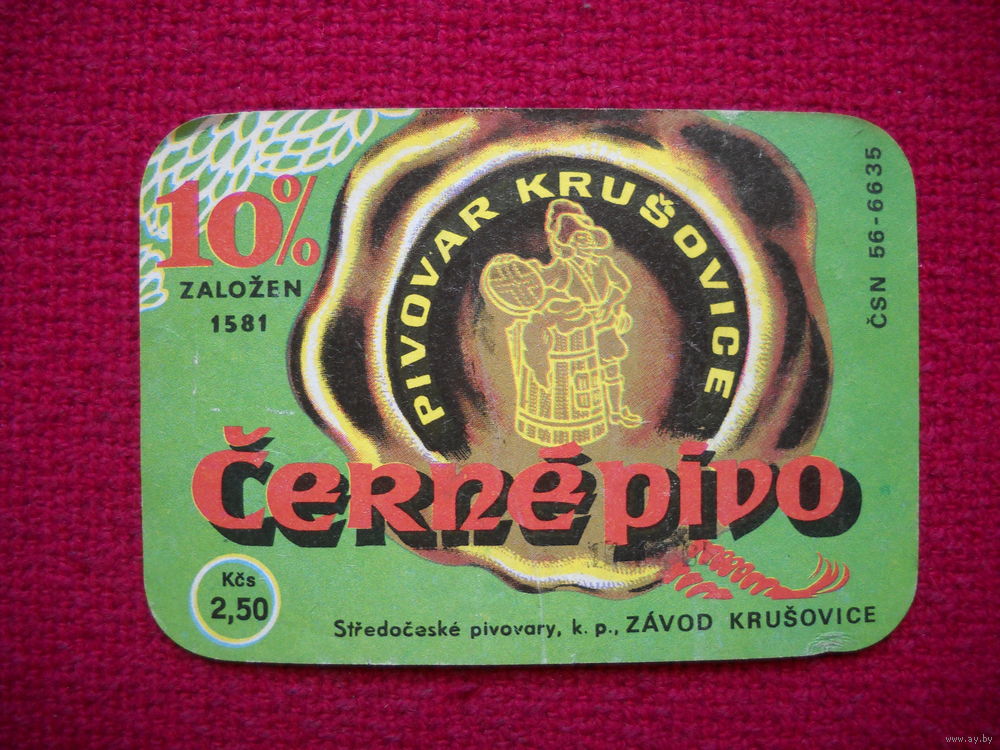 10%
ZALOŽEN
1581
PIVOVAR KRUŠOVICE
ČSN 56-6635
Černé pivo
Kčs
2,50
Středočeské pivovary, k. p., ZÁVOD KRUŠOVICE
www.ay.by